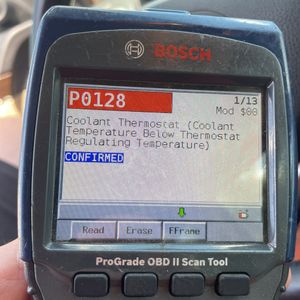 BOSCH
P0128
1/13
Mod $00
Coolant Thermostat (Coolant
Temperature Below Thermostat
Regulating Temperature)
CONFIRMED
Read Erase FFrame
ProGrade OBD II Scan Tool